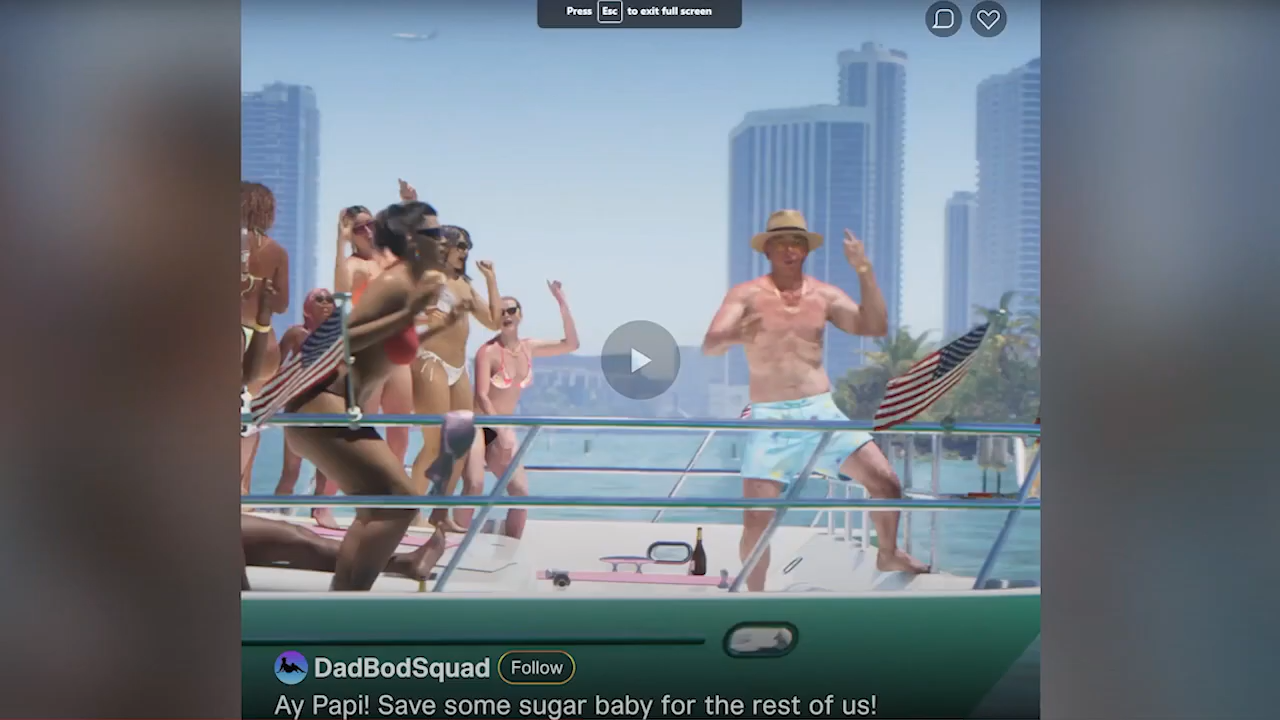 Press Esc to exit full screen
DadBodSquad Follow
Ay Papi! Save some sugar baby for the rest of us!